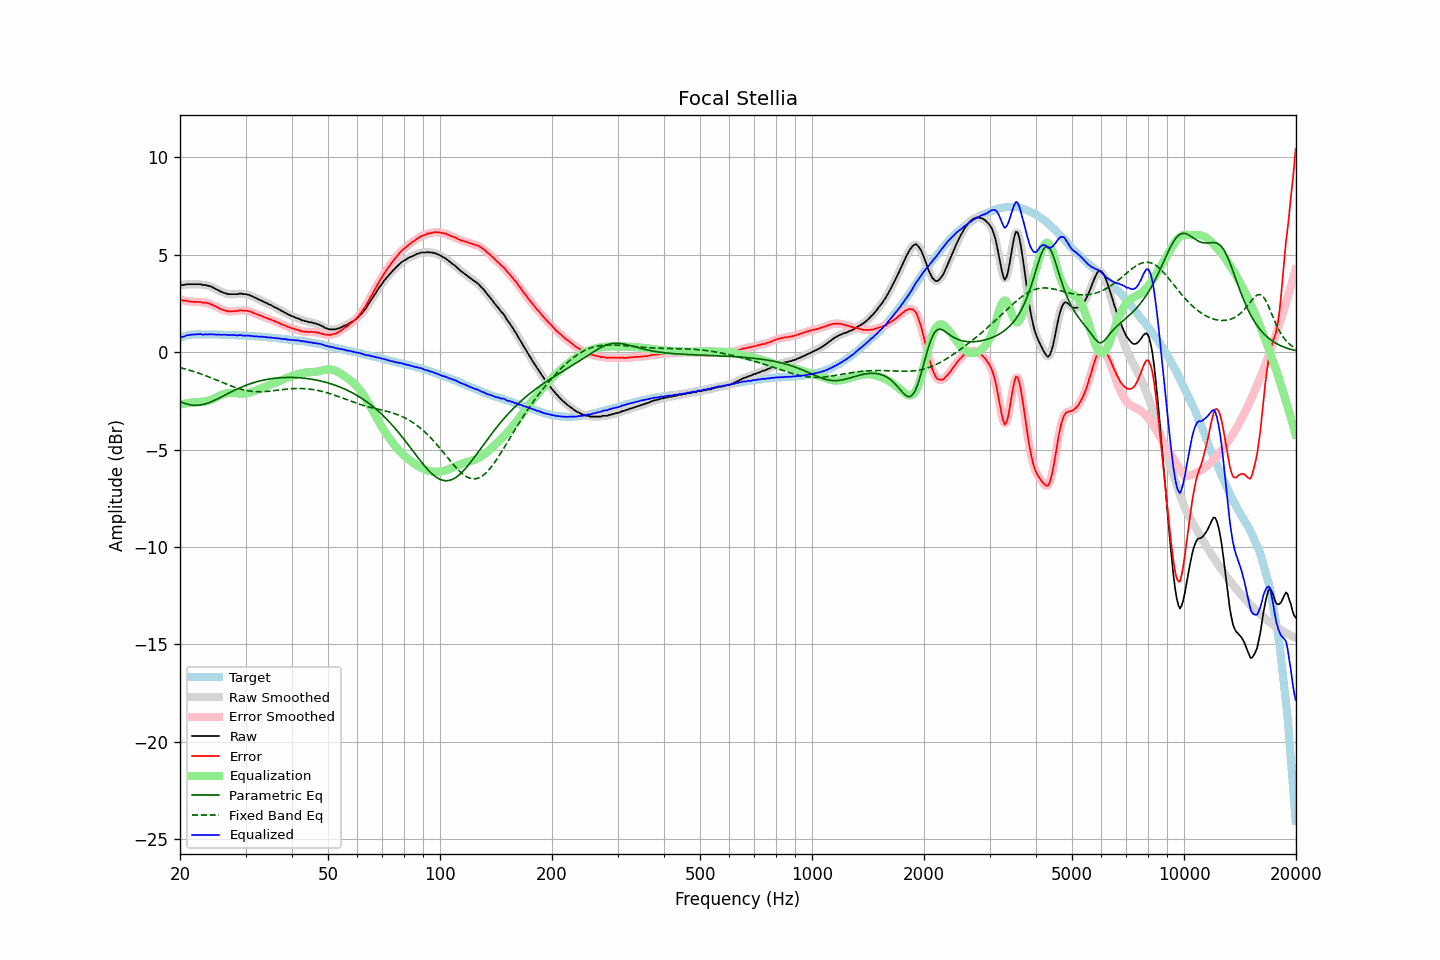 Focal Stellia
Amplitude (dBr)
10
5
0
−5
−10
−15
−20
−25
Target
Raw Smoothed
Error Smoothed
Raw
Error
Equalization
Parametric Eq
Fixed Band Eq
Equalized
20 50 100 200 500 1000 2000 5000 10000 20000
Frequency (Hz)